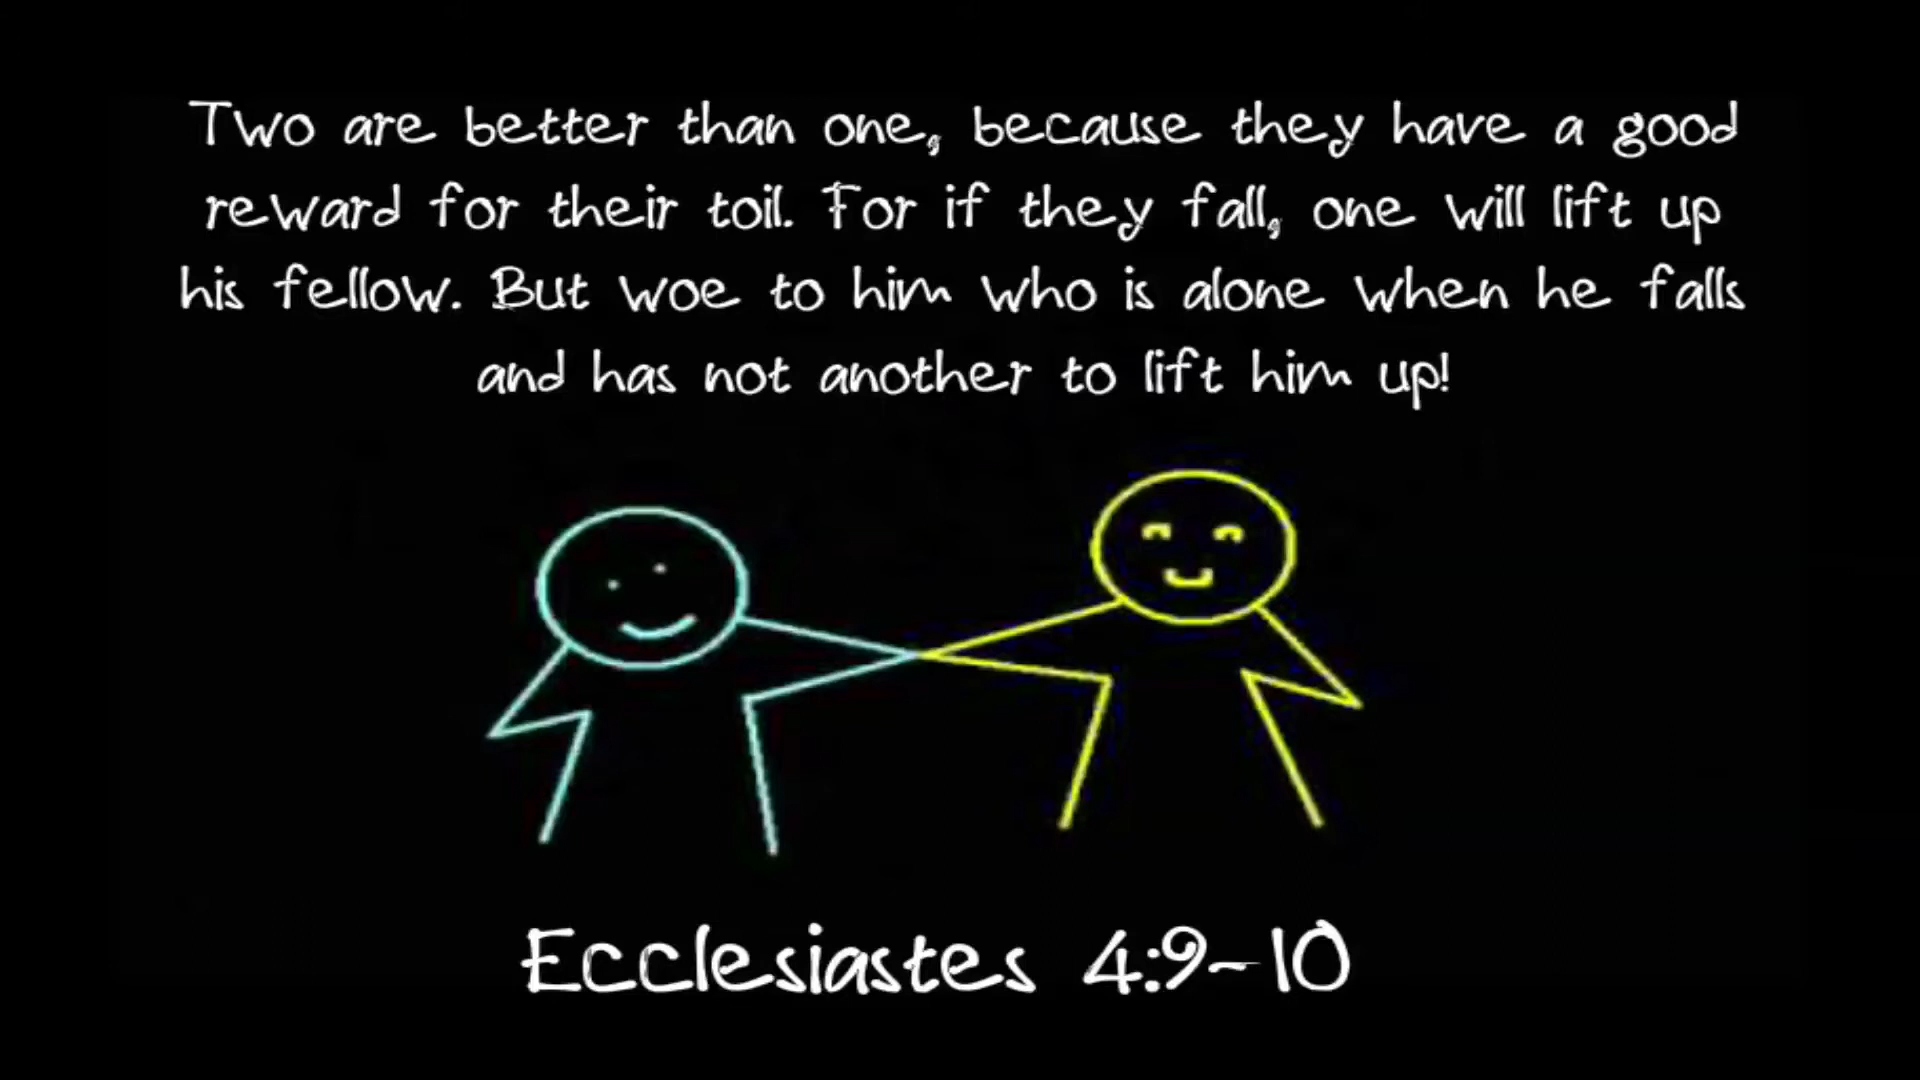 Two are better than one, because they have a good
reward for their toil. For if they fall, one will lift up
his fellow. But woe to him who is alone when he falls
and has not another to lift him up!
Ecclesiastes 4:9-10